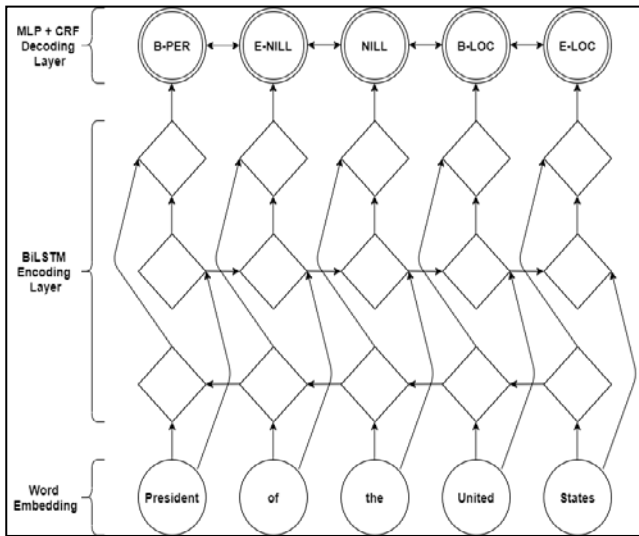 MLP + CRF
Decoding
Layer
B-PER
E-NILL
NILL
B-LOC
E-LOC
BiLSTM
Encoding
Layer
Word
Embedding
President
of
the
United
States